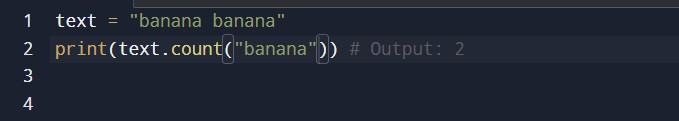 1 text = "banana banana"
2 print(text.count("banana")) # Output: 2
3
4